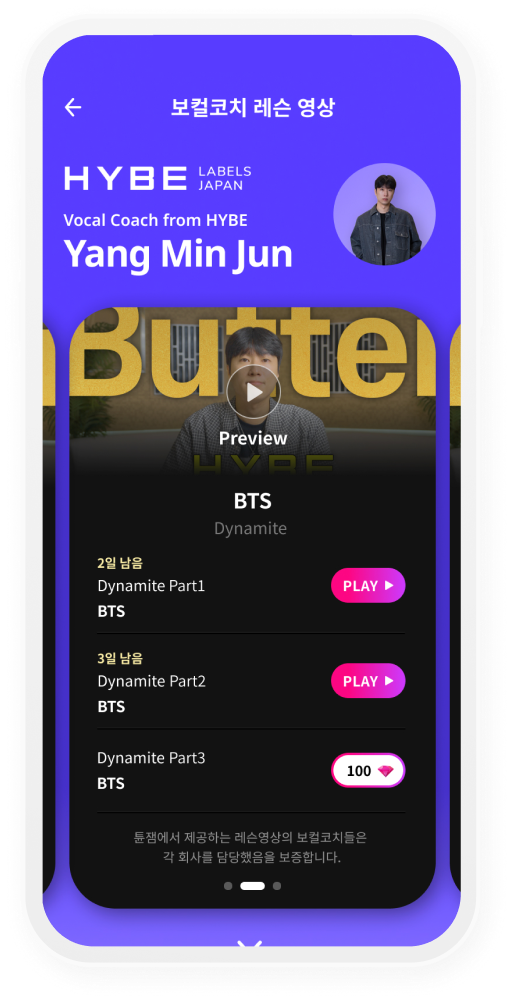 보컬코치 레슨 영상
HYBE LABELS
JAPAN
Vocal Coach from HYBE
Yang Min Jun
Butter
Preview
HYBE
BTS
Dynamite
2일 남음
Dynamite Part1
BTS
PLAY
3일 남음
Dynamite Part2
BTS
PLAY
Dynamite Part3
BTS
100
튠잼에서 제공하는 레슨영상의 보컬코치들은
각 회사를 담당했음을 보증합니다.